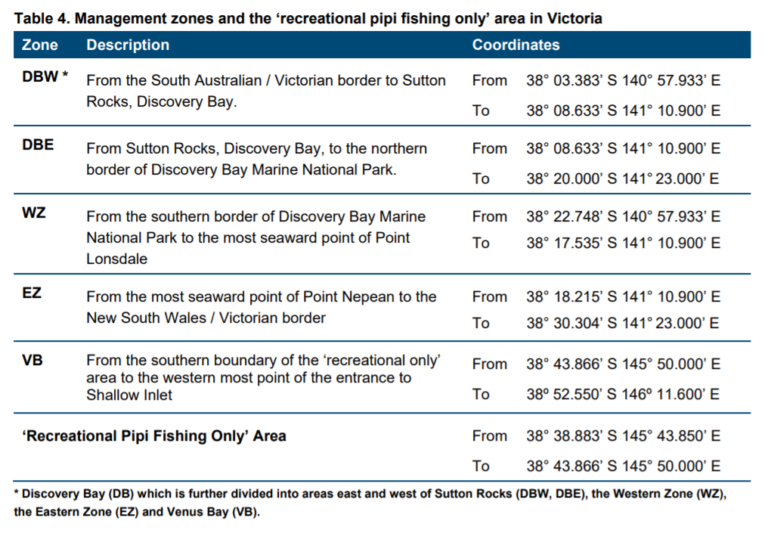 Table 4. Management zones and the ‘recreational pipi fishing only’ area in Victoria
Zone Description Coordinates
DBW * From the South Australian / Victorian border to Sutton From 38° 03.383’ S 140° 57.933’ E
Rocks, Discovery Bay.
To 38° 08.633’ S 141° 10.900’ E
DBE From Sutton Rocks, Discovery Bay, to the northern From 38° 08.633’ S 141° 10.900’ E
border of Discovery Bay Marine National Park.
To 38° 20.000’ S 141° 23.000’ E
WZ From the southern border of Discovery Bay Marine From 38° 22.748’ S 140° 57.933’ E
National Park to the most seaward point of Point To 38° 17.535’ S 141° 10.900’ E
Lonsdale
EZ From the most seaward point of Point Nepean to the From 38° 18.215’ S 141° 10.900’ E
New South Wales / Victorian border To 38° 30.304’ S 141° 23.000’ E
VB From the southern boundary of the ‘recreational only’ From 38° 43.866’ S 145° 50.000’ E
area to the western most point of the entrance to
Shallow Inlet To 38º 52.550’ S 146º 11.600’ E
‘Recreational Pipi Fishing Only’ Area From 38° 38.883’ S 145° 43.850’ E
To 38° 43.866’ S 145° 50.000’ E
* Discovery Bay (DB) which is further divided into areas east and west of Sutton Rocks (DBW, DBE), the Western Zone (WZ),
the Eastern Zone (EZ) and Venus Bay (VB).